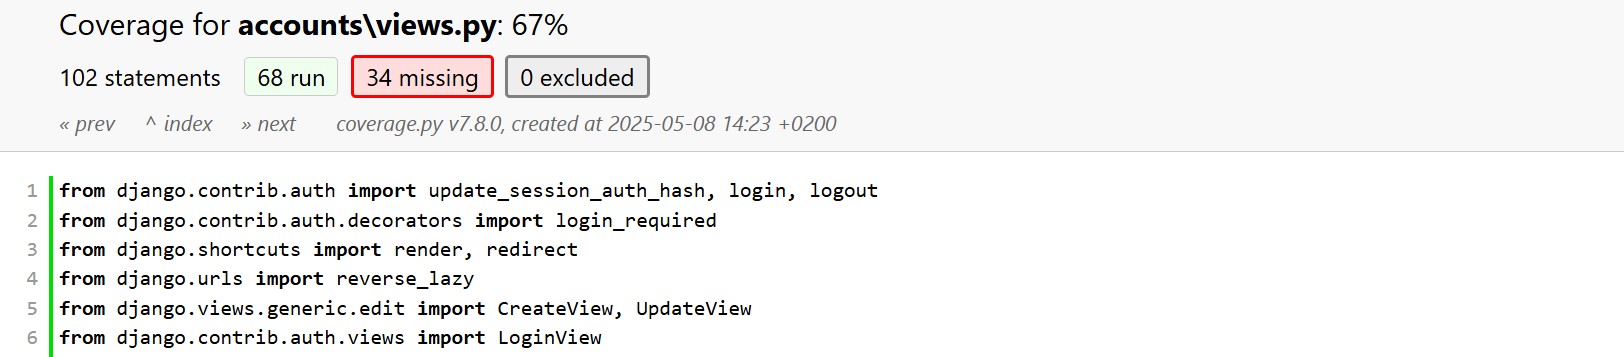 Coverage for accounts\views.py: 67%
102 statements 68 run 34 missing 0 excluded
« prev ^ index » next coverage.py v7.8.0, created at 2025-05-08 14:23 +0200
1 from django.contrib.auth import update_session_auth_hash, login, logout
2 from django.contrib.auth.decorators import login_required
3 from django.shortcuts import render, redirect
4 from django.urls import reverse_lazy
5 from django.views.generic.edit import CreateView, UpdateView
6 from django.contrib.auth.views import LoginView